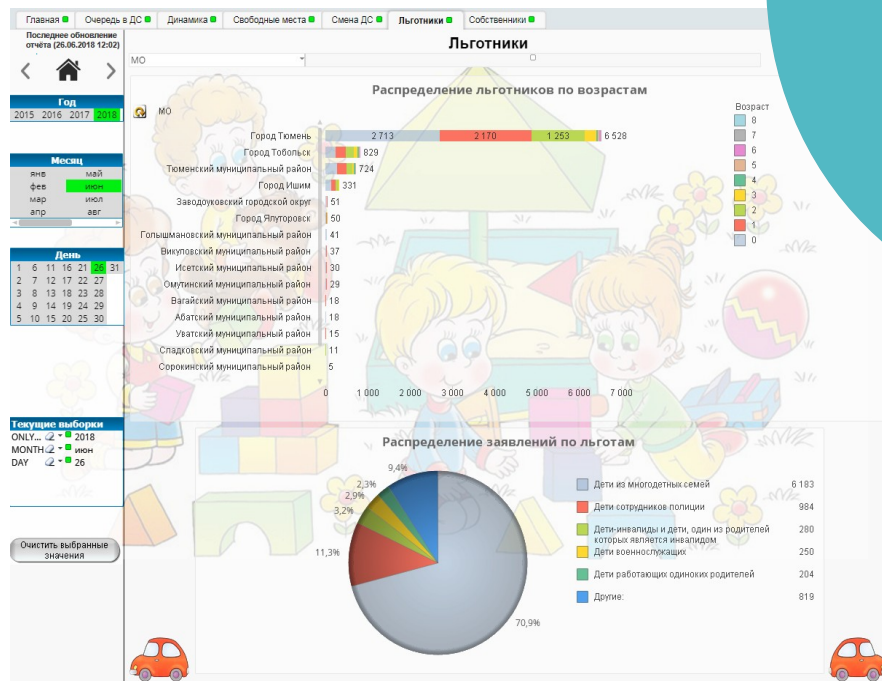 Главная Очередь в ДС Динамика Свободные места Смена ДС Льготники Собственники
Последнее обновление
отчёта (26.06.2018 12:02)
Льготники
МО
Год
2015 2016 2017 2018
Месяц
янв май
фев июн
мар июл
апр авг
День
1 6 11 16 21 26 31
2 7 12 17 22 27
3 8 13 18 23 28
4 9 14 19 24 29
5 10 15 20 25 30
Текущие выборки
ONLY... 2018
MONTH июн
DAY 26
Очистить выбранные
значения
Распределение льготников по возрастам
МО
Город Тюмень 2 713 2 170 1 253 6 528
Город Тобольск 829
Тюменский муниципальный район 724
Город Ишим 331
Заводоуковский городской округ 51
Город Ялуторовск 50
Голышмановский муниципальный район 41
Викуловский муниципальный район 37
Исетский муниципальный район 30
Омутинский муниципальный район 29
Вагайский муниципальный район 18
Абатский муниципальный район 18
Уватский муниципальный район 15
Сладковский муниципальный район 11
Сорокинский муниципальный район 5
0 1 000 2 000 3 000 4 000 5 000 6 000 7 000
Возраст
8
7
6
5
4
3
2
1
0
Распределение заявлений по льготам
9,4%
2,3%
2,9%
3,2%
11,3%
70,9%
Дети из многодетных семей 6 183
Дети сотрудников полиции 984
Дети-инвалиды и дети, один из родителей 280
которых является инвалидом
Дети военнослужащих 250
Дети работающих одиноких родителей 204
Другие: 819